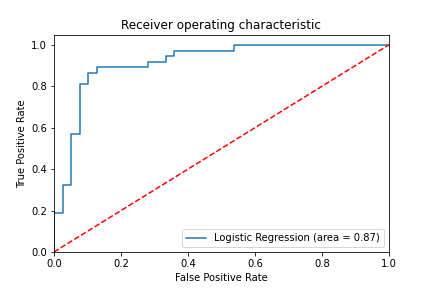 Receiver operating characteristic
True Positive Rate
1.0
0.8
0.6
0.4
0.2
0.0
Logistic Regression (area = 0.87)
0.0 0.2 0.4 0.6 0.8 1.0
False Positive Rate